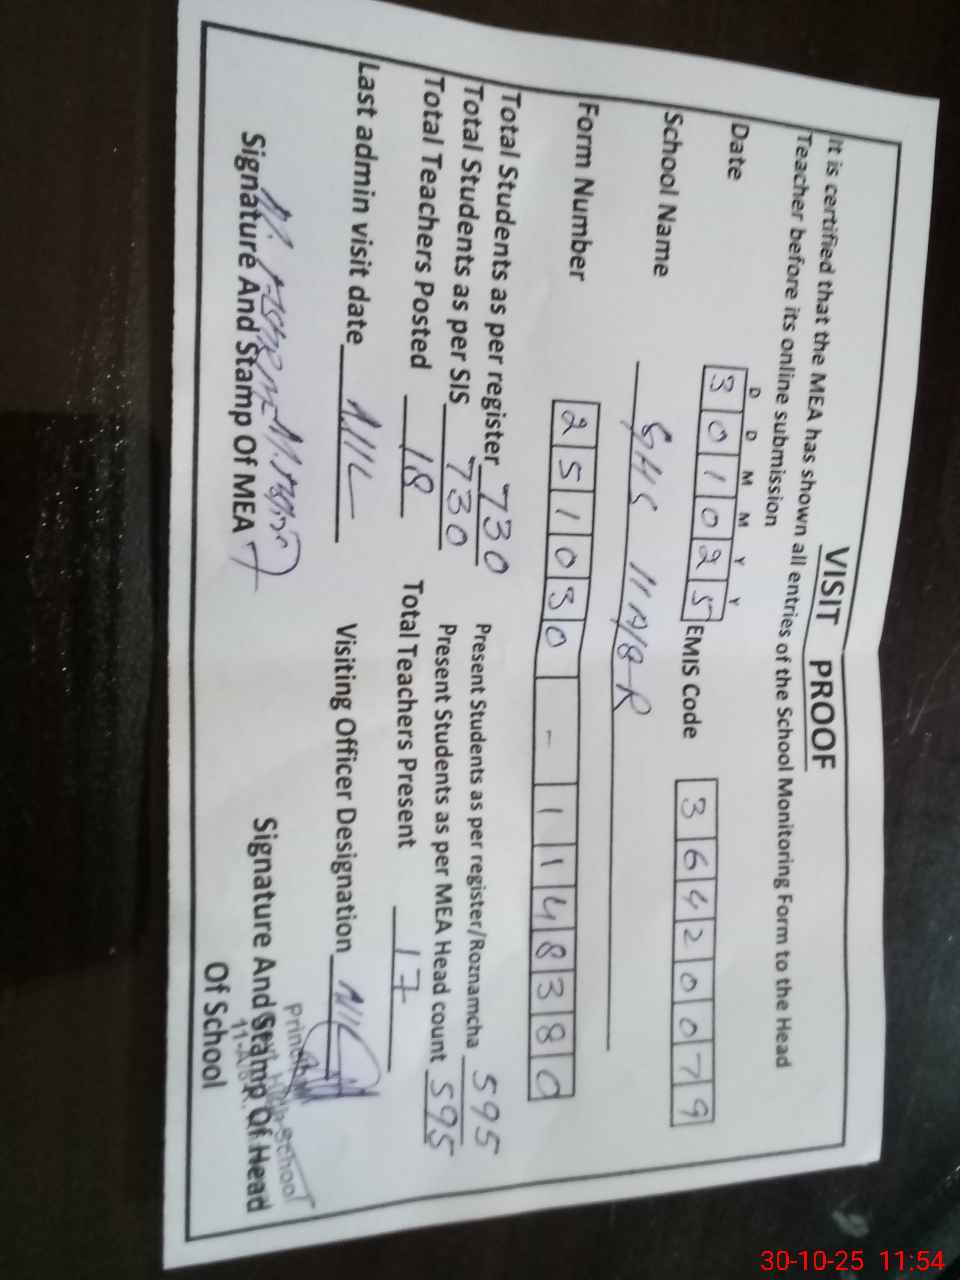 VISIT PROOF
It is certified that the MEA has shown all entries of the School Monitoring Form to the Head
Teacher before its online submission
D D M M Y Y
Date 3 0 1 0 2 5 EMIS Code 3 6 4 2 0 0 7 9
School Name GHS 11 A/8-R
Form Number 2 5 1 0 3 0 - 1 1 4 8 3 8 0
Total Students as per register 730 Present Students as per register/Roznamcha 595
Total Students as per SIS 730 Present Students as per MEA Head count 595
Total Teachers Posted 18 Total Teachers Present 17
Last admin visit date NIL Visiting Officer Designation NIL
Signature And Stamp Of MEA Signature And Stamp Of Head
Of School
30-10-25 11:54